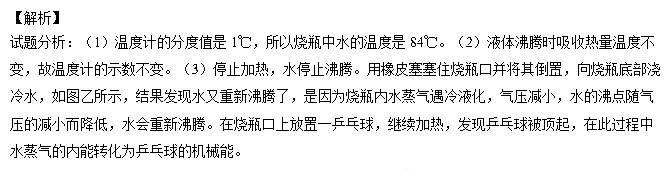 【解析】
试题分析：（1）温度计的分度值是 1℃，所以烧瓶中水的温度是 84℃。（2）液体沸腾时吸收热量温度不
变，故温度计的示数不变。（3）停止加热，水停止沸腾。用橡皮塞塞住烧瓶口并将其倒置，向烧瓶底部浇
冷水，如图乙所示，结果发现水又重新沸腾了，是因为烧瓶内水蒸气遇冷液化，气压减小，水的沸点随气
压的减小而降低，水会重新沸腾。在烧瓶口上放置一乒乓球，继续加热，发现乒乓球被顶起，在此过程中
水蒸气的内能转化为乒乓球的机械能。